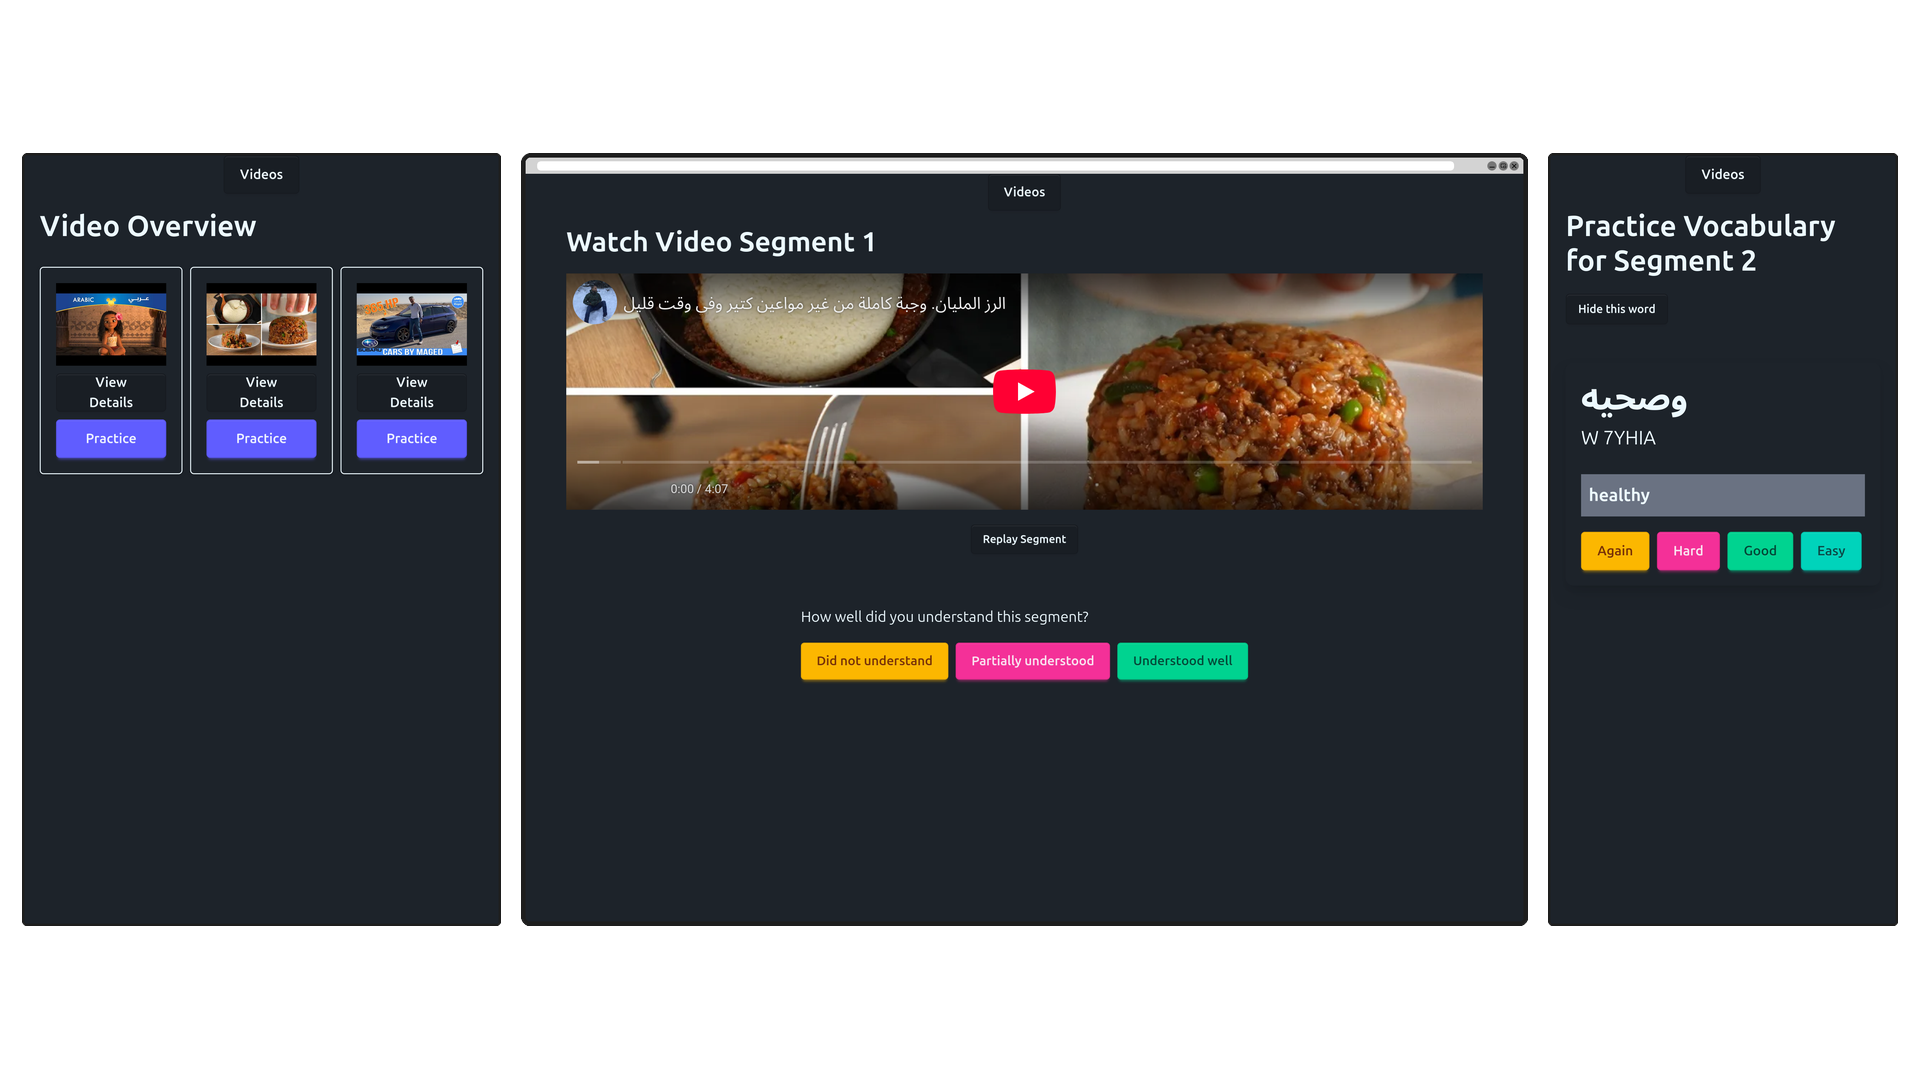 Videos
Video Overview
ARABIC
عربي
CARS BY MAGED
View
Details
Practice
View
Details
Practice
View
Details
Practice
Videos
Watch Video Segment 1
الرز المليان. وجبة كاملة من غير مواعين كتير وفى وقت قليل
0:00 / 4:07
Replay Segment
How well did you understand this segment?
Did not understand
Partially understood
Understood well
Videos
Practice Vocabulary
for Segment 2
Hide this word
وصحيه
W 7YHIA
healthy
Again
Hard
Good
Easy